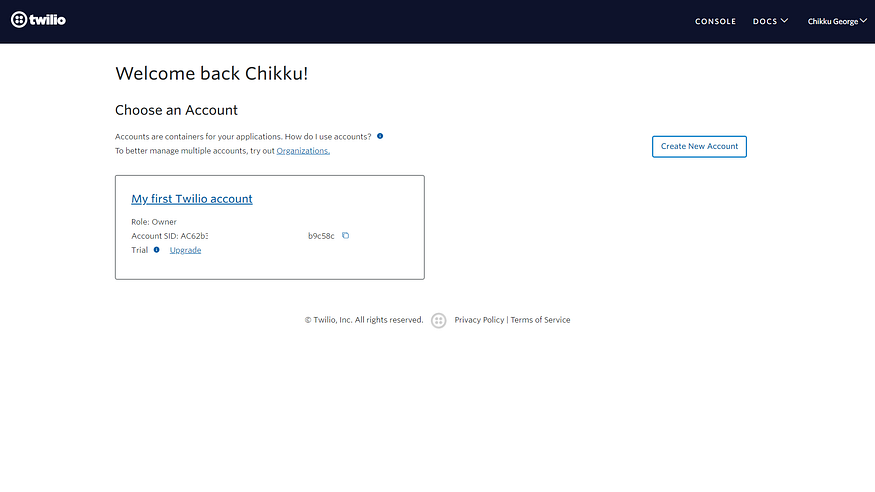 twilio
CONSOLE DOCS Chikku George
Welcome back Chikku!
Choose an Account
Accounts are containers for your applications. How do I use accounts?
To better manage multiple accounts, try out Organizations.
Create New Account
My first Twilio account
Role: Owner
Account SID: AC62b b9c58c
Trial Upgrade
© Twilio, Inc. All rights reserved. Privacy Policy | Terms of Service